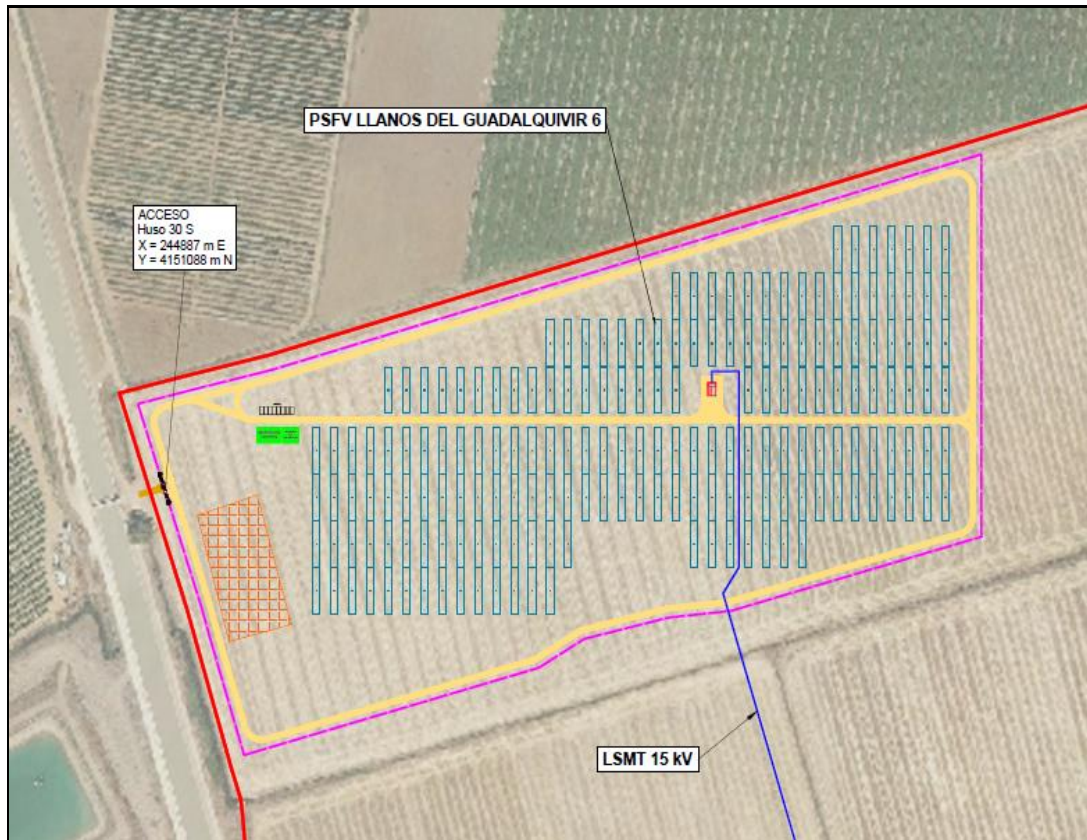 PSFV LLANOS DEL GUADALQUIVIR 6
ACCESO
Huso 30 S
X = 244887 m E
Y = 4151088 m N
LSMT 15 kV